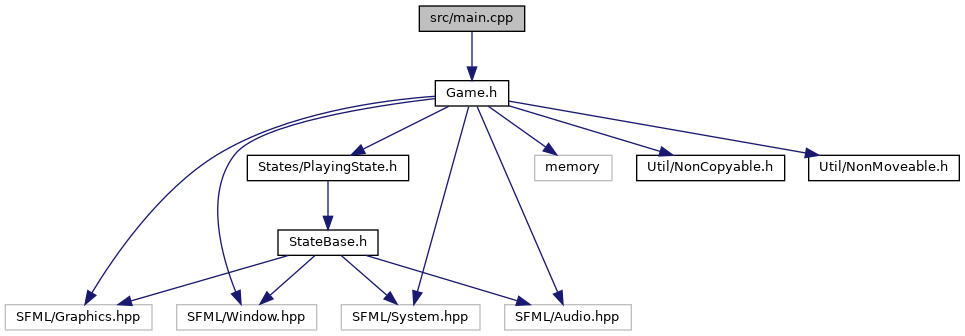 src/main.cpp
Game.h
States/PlayingState.h
memory
Util/NonCopyable.h
Util/NonMoveable.h
StateBase.h
SFML/Graphics.hpp
SFML/Window.hpp
SFML/System.hpp
SFML/Audio.hpp